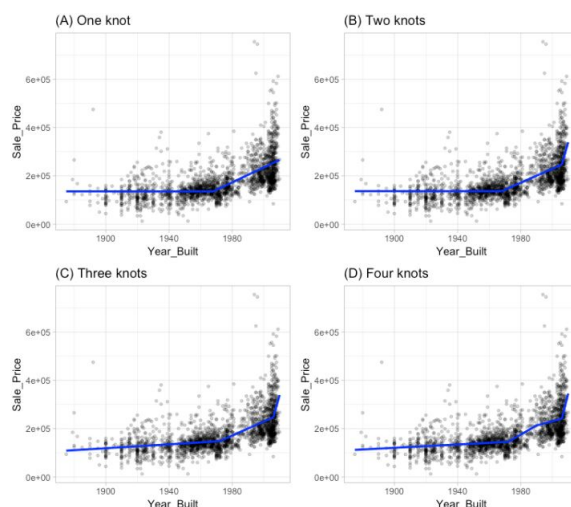 (A) One knot
Sale_Price
6e+05
4e+05
2e+05
0e+00
1900 1940 1980
Year_Built
(B) Two knots
Sale_Price
6e+05
4e+05
2e+05
0e+00
1900 1940 1980
Year_Built
(C) Three knots
Sale_Price
6e+05
4e+05
2e+05
0e+00
1900 1940 1980
Year_Built
(D) Four knots
Sale_Price
6e+05
4e+05
2e+05
0e+00
1900 1940 1980
Year_Built